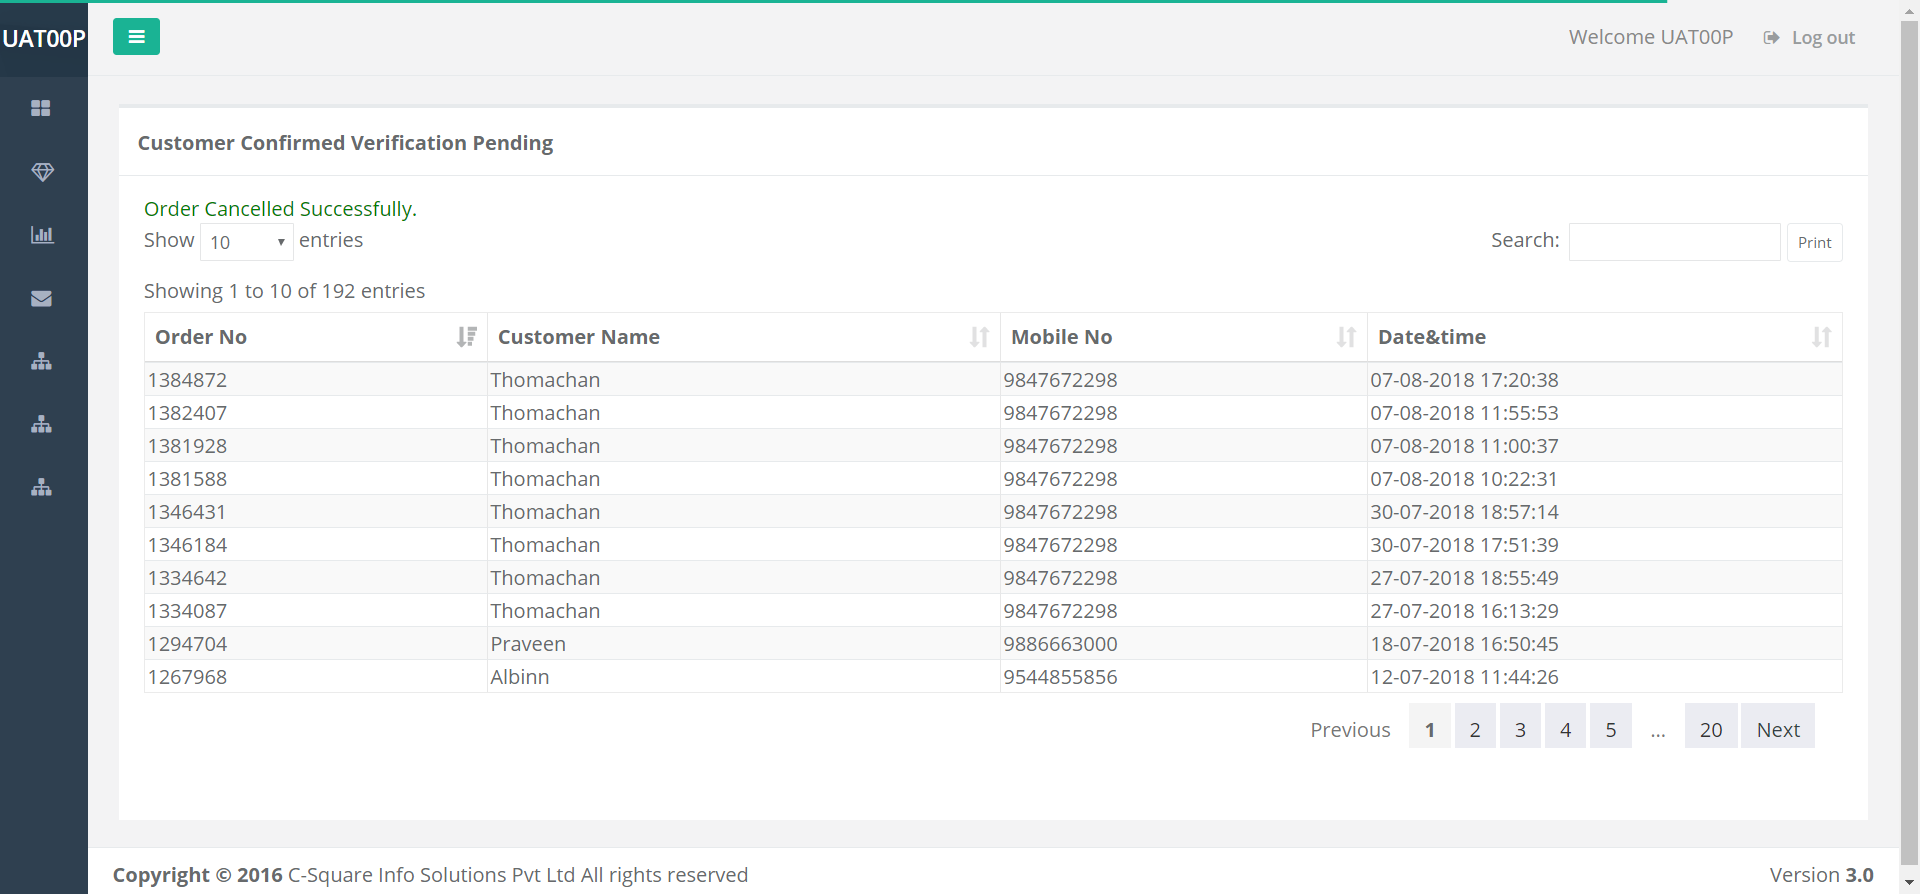 UAT00P
Welcome UAT00P Log out
Customer Confirmed Verification Pending
Order Cancelled Successfully.
Show 10 entries Search: Print
Showing 1 to 10 of 192 entries
Order No Customer Name Mobile No Date&time
1384872 Thomachan 9847672298 07-08-2018 17:20:38
1382407 Thomachan 9847672298 07-08-2018 11:55:53
1381928 Thomachan 9847672298 07-08-2018 11:00:37
1381588 Thomachan 9847672298 07-08-2018 10:22:31
1346431 Thomachan 9847672298 30-07-2018 18:57:14
1346184 Thomachan 9847672298 30-07-2018 17:51:39
1334642 Thomachan 9847672298 27-07-2018 18:55:49
1334087 Thomachan 9847672298 27-07-2018 16:13:29
1294704 Praveen 9886663000 18-07-2018 16:50:45
1267968 Albinn 9544855856 12-07-2018 11:44:26
Previous 1 2 3 4 5 ... 20 Next
Copyright © 2016 C-Square Info Solutions Pvt Ltd All rights reserved Version 3.0